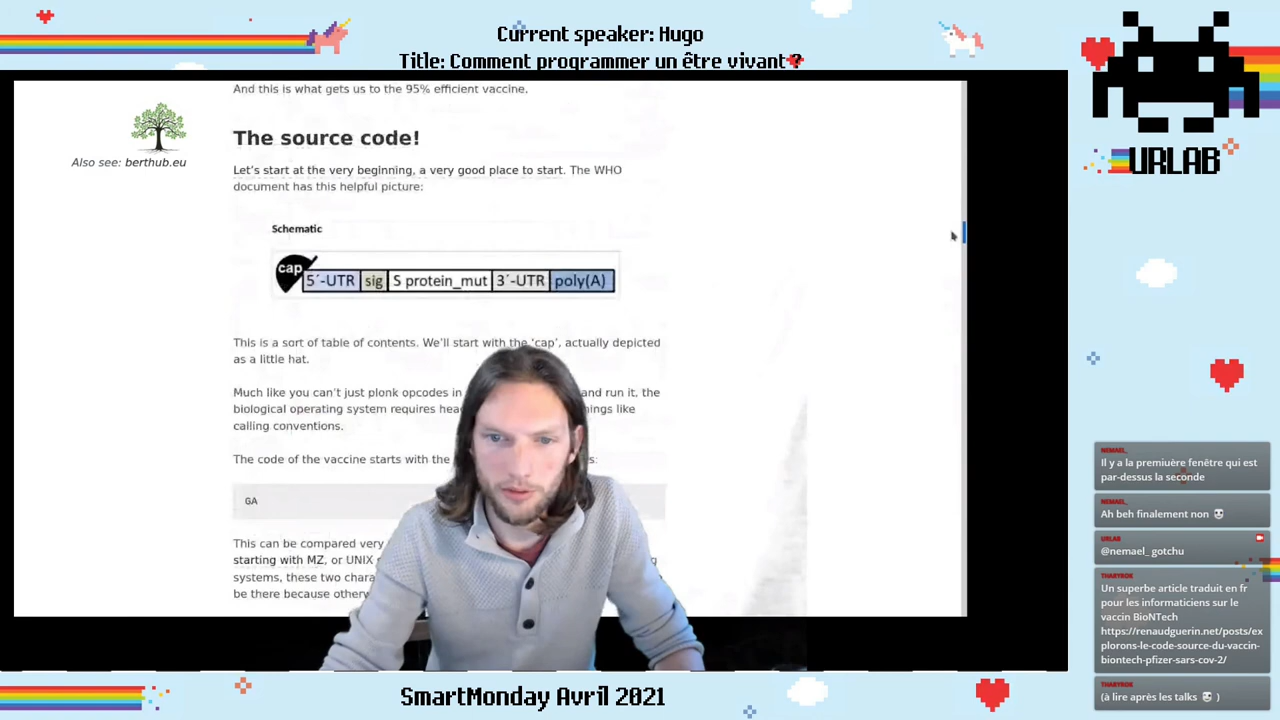 Current speaker: Hugo
Title: Comment programmer un être vivant ?
And this is what gets us to the 95% efficient vaccine.
The source code!
Also see: berthub.eu
Let's start at the very beginning, a very good place to start. The WHO
document has this helpful picture:
Schematic
cap 5´-UTR sig S protein_mut 3´-UTR poly(A)
This is a sort of table of contents. We'll start with the 'cap', actually depicted
as a little hat.
Much like you can't just plonk opcodes in and run it, the
biological operating system requires like
calling conventions.
The code of the vaccine starts with the
GA
This can be compared very
starting with MZ, or UNIX
systems, these two
be there because
URLAB
NEMAEL_
Il y a la premiuère fenêtre qui est
par-dessus la seconde
NEMAEL_
Ah beh finalement non
URLAB
@nemael_ gotchu
THARYROE
Un superbe article traduit en fr
pour les informaticiens sur le
vaccin BioNTech
https://renaudguerin.net/posts/ex
plorons-le-code-source-du-vaccin-
biontech-pfizer-sars-cov-2/
THARYROE
(à lire après les talks )
SmartMonday Avril 2021